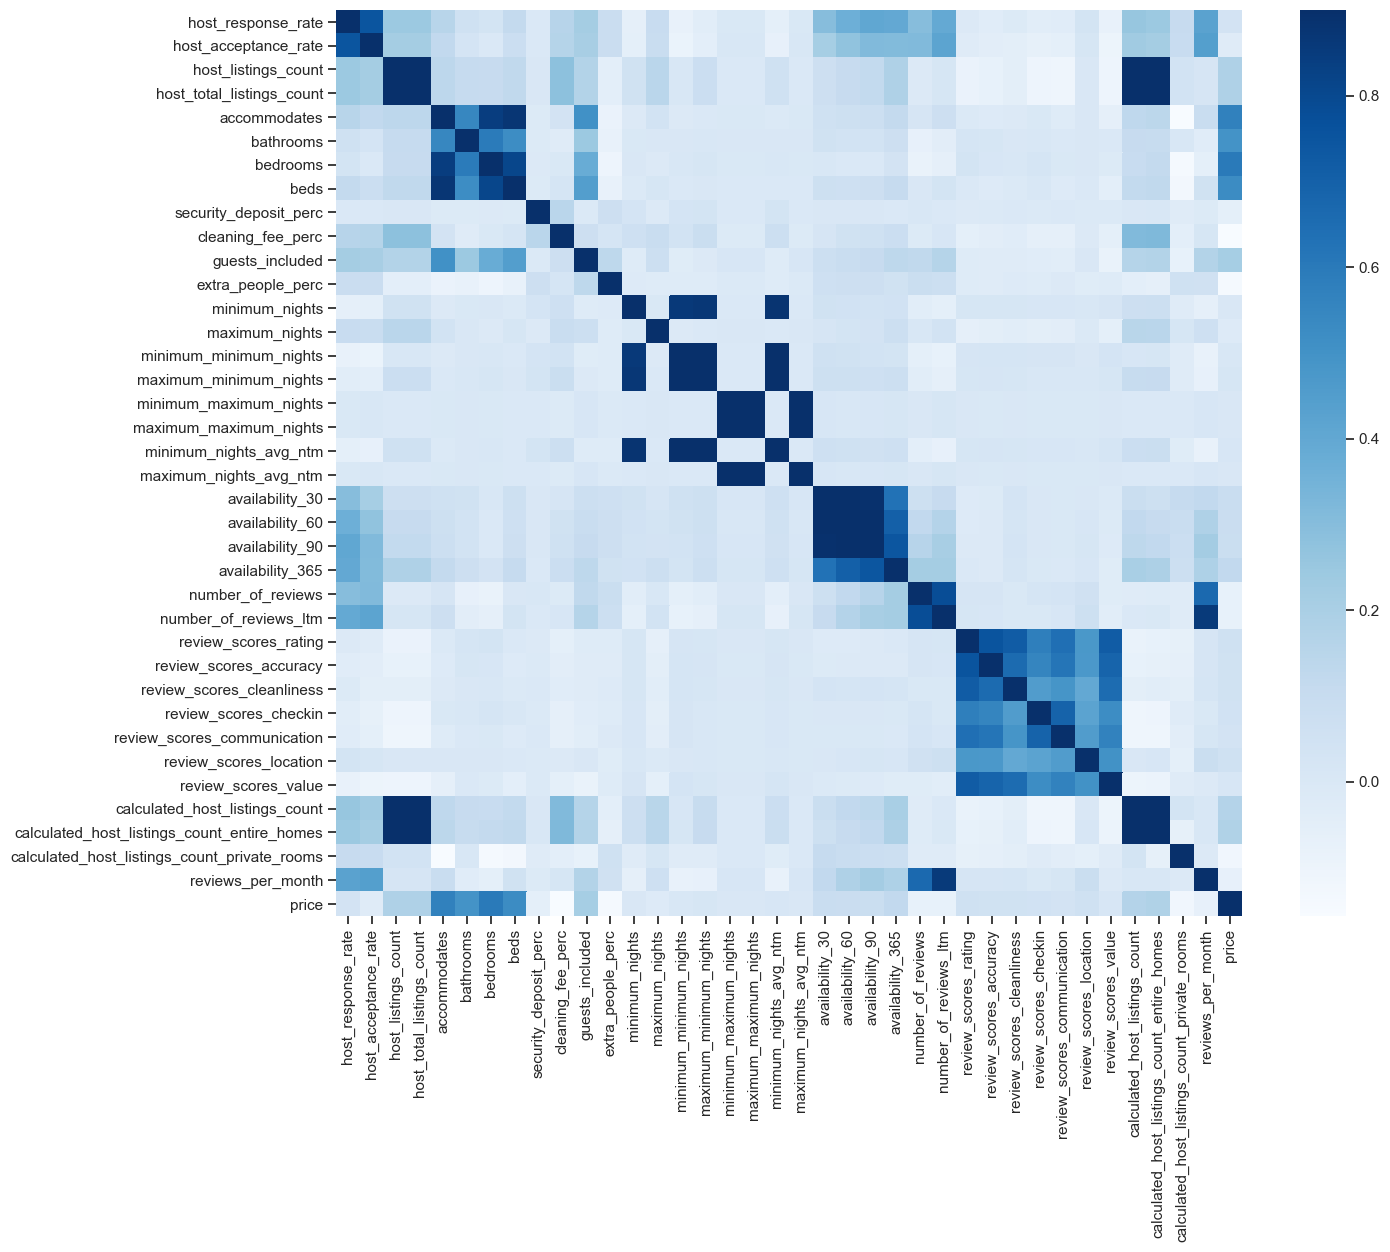 host_response_rate
host_acceptance_rate
host_listings_count
host_total_listings_count
accommodates
bathrooms
bedrooms
beds
security_deposit_perc
cleaning_fee_perc
guests_included
extra_people_perc
minimum_nights
maximum_nights
minimum_minimum_nights
maximum_minimum_nights
minimum_maximum_nights
maximum_maximum_nights
minimum_nights_avg_ntm
maximum_nights_avg_ntm
availability_30
availability_60
availability_90
availability_365
number_of_reviews
number_of_reviews_ltm
review_scores_rating
review_scores_accuracy
review_scores_cleanliness
review_scores_checkin
review_scores_communication
review_scores_location
review_scores_value
calculated_host_listings_count
calculated_host_listings_count_entire_homes
calculated_host_listings_count_private_rooms
reviews_per_month
price
host_response_rate
host_acceptance_rate
host_listings_count
host_total_listings_count
accommodates
bathrooms
bedrooms
beds
security_deposit_perc
cleaning_fee_perc
guests_included
extra_people_perc
minimum_nights
maximum_nights
minimum_minimum_nights
maximum_minimum_nights
minimum_maximum_nights
maximum_maximum_nights
minimum_nights_avg_ntm
maximum_nights_avg_ntm
availability_30
availability_60
availability_90
availability_365
number_of_reviews
number_of_reviews_ltm
review_scores_rating
review_scores_accuracy
review_scores_cleanliness
review_scores_checkin
review_scores_communication
review_scores_location
review_scores_value
calculated_host_listings_count
calculated_host_listings_count_entire_homes
calculated_host_listings_count_private_rooms
reviews_per_month
price
0.8
0.6
0.4
0.2
0.0